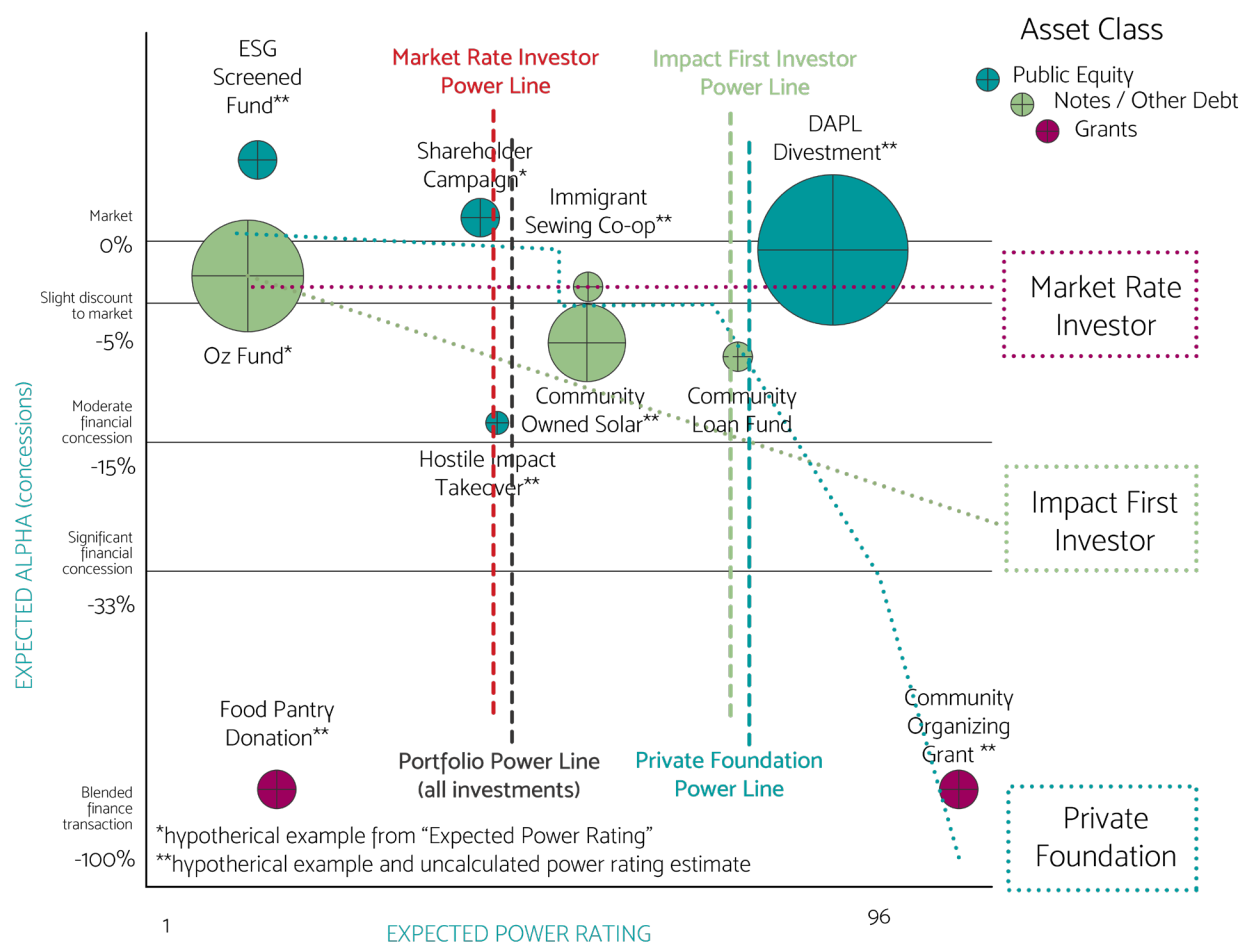 Asset Class
Public Equity
Notes / Other Debt
Grants
ESG
Screened
Fund**
Market Rate Investor
Power Line
Impact First Investor
Power Line
DAPL
Divestment**
Shareholder
Campaign*
Immigrant
Sewing Co-op**
Market
0%
Slight discount
to market
-5%
Oz Fund*
Market Rate
Investor
Community
Owned Solar**
Community
Loan Fund
Moderate
financial
concession
-15%
Hostile Impact
Takeover**
Impact First
Investor
Significant
financial
concession
-33%
EXPECTED ALPHA (concessions)
Food Pantry
Donation**
Community
Organizing
Grant **
Portfolio Power Line
(all investments)
Private Foundation
Power Line
Blended
finance
transaction
-100%
Private
Foundation
*hypotherical example from “Expected Power Rating”
**hypotherical example and uncalculated power rating estimate
1
EXPECTED POWER RATING
96